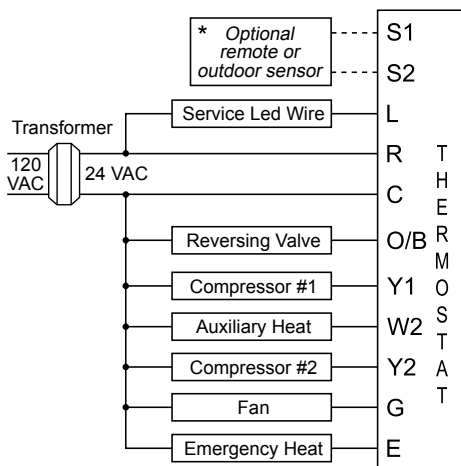 * Optional
remote or
outdoor sensor
S1
S2
Service Led Wire
L
Transformer
120
VAC
24 VAC
R
C
Reversing Valve
O/B
Compressor #1
Y1
Auxiliary Heat
W2
Compressor #2
Y2
Fan
G
Emergency Heat
E
THERMOSTAT